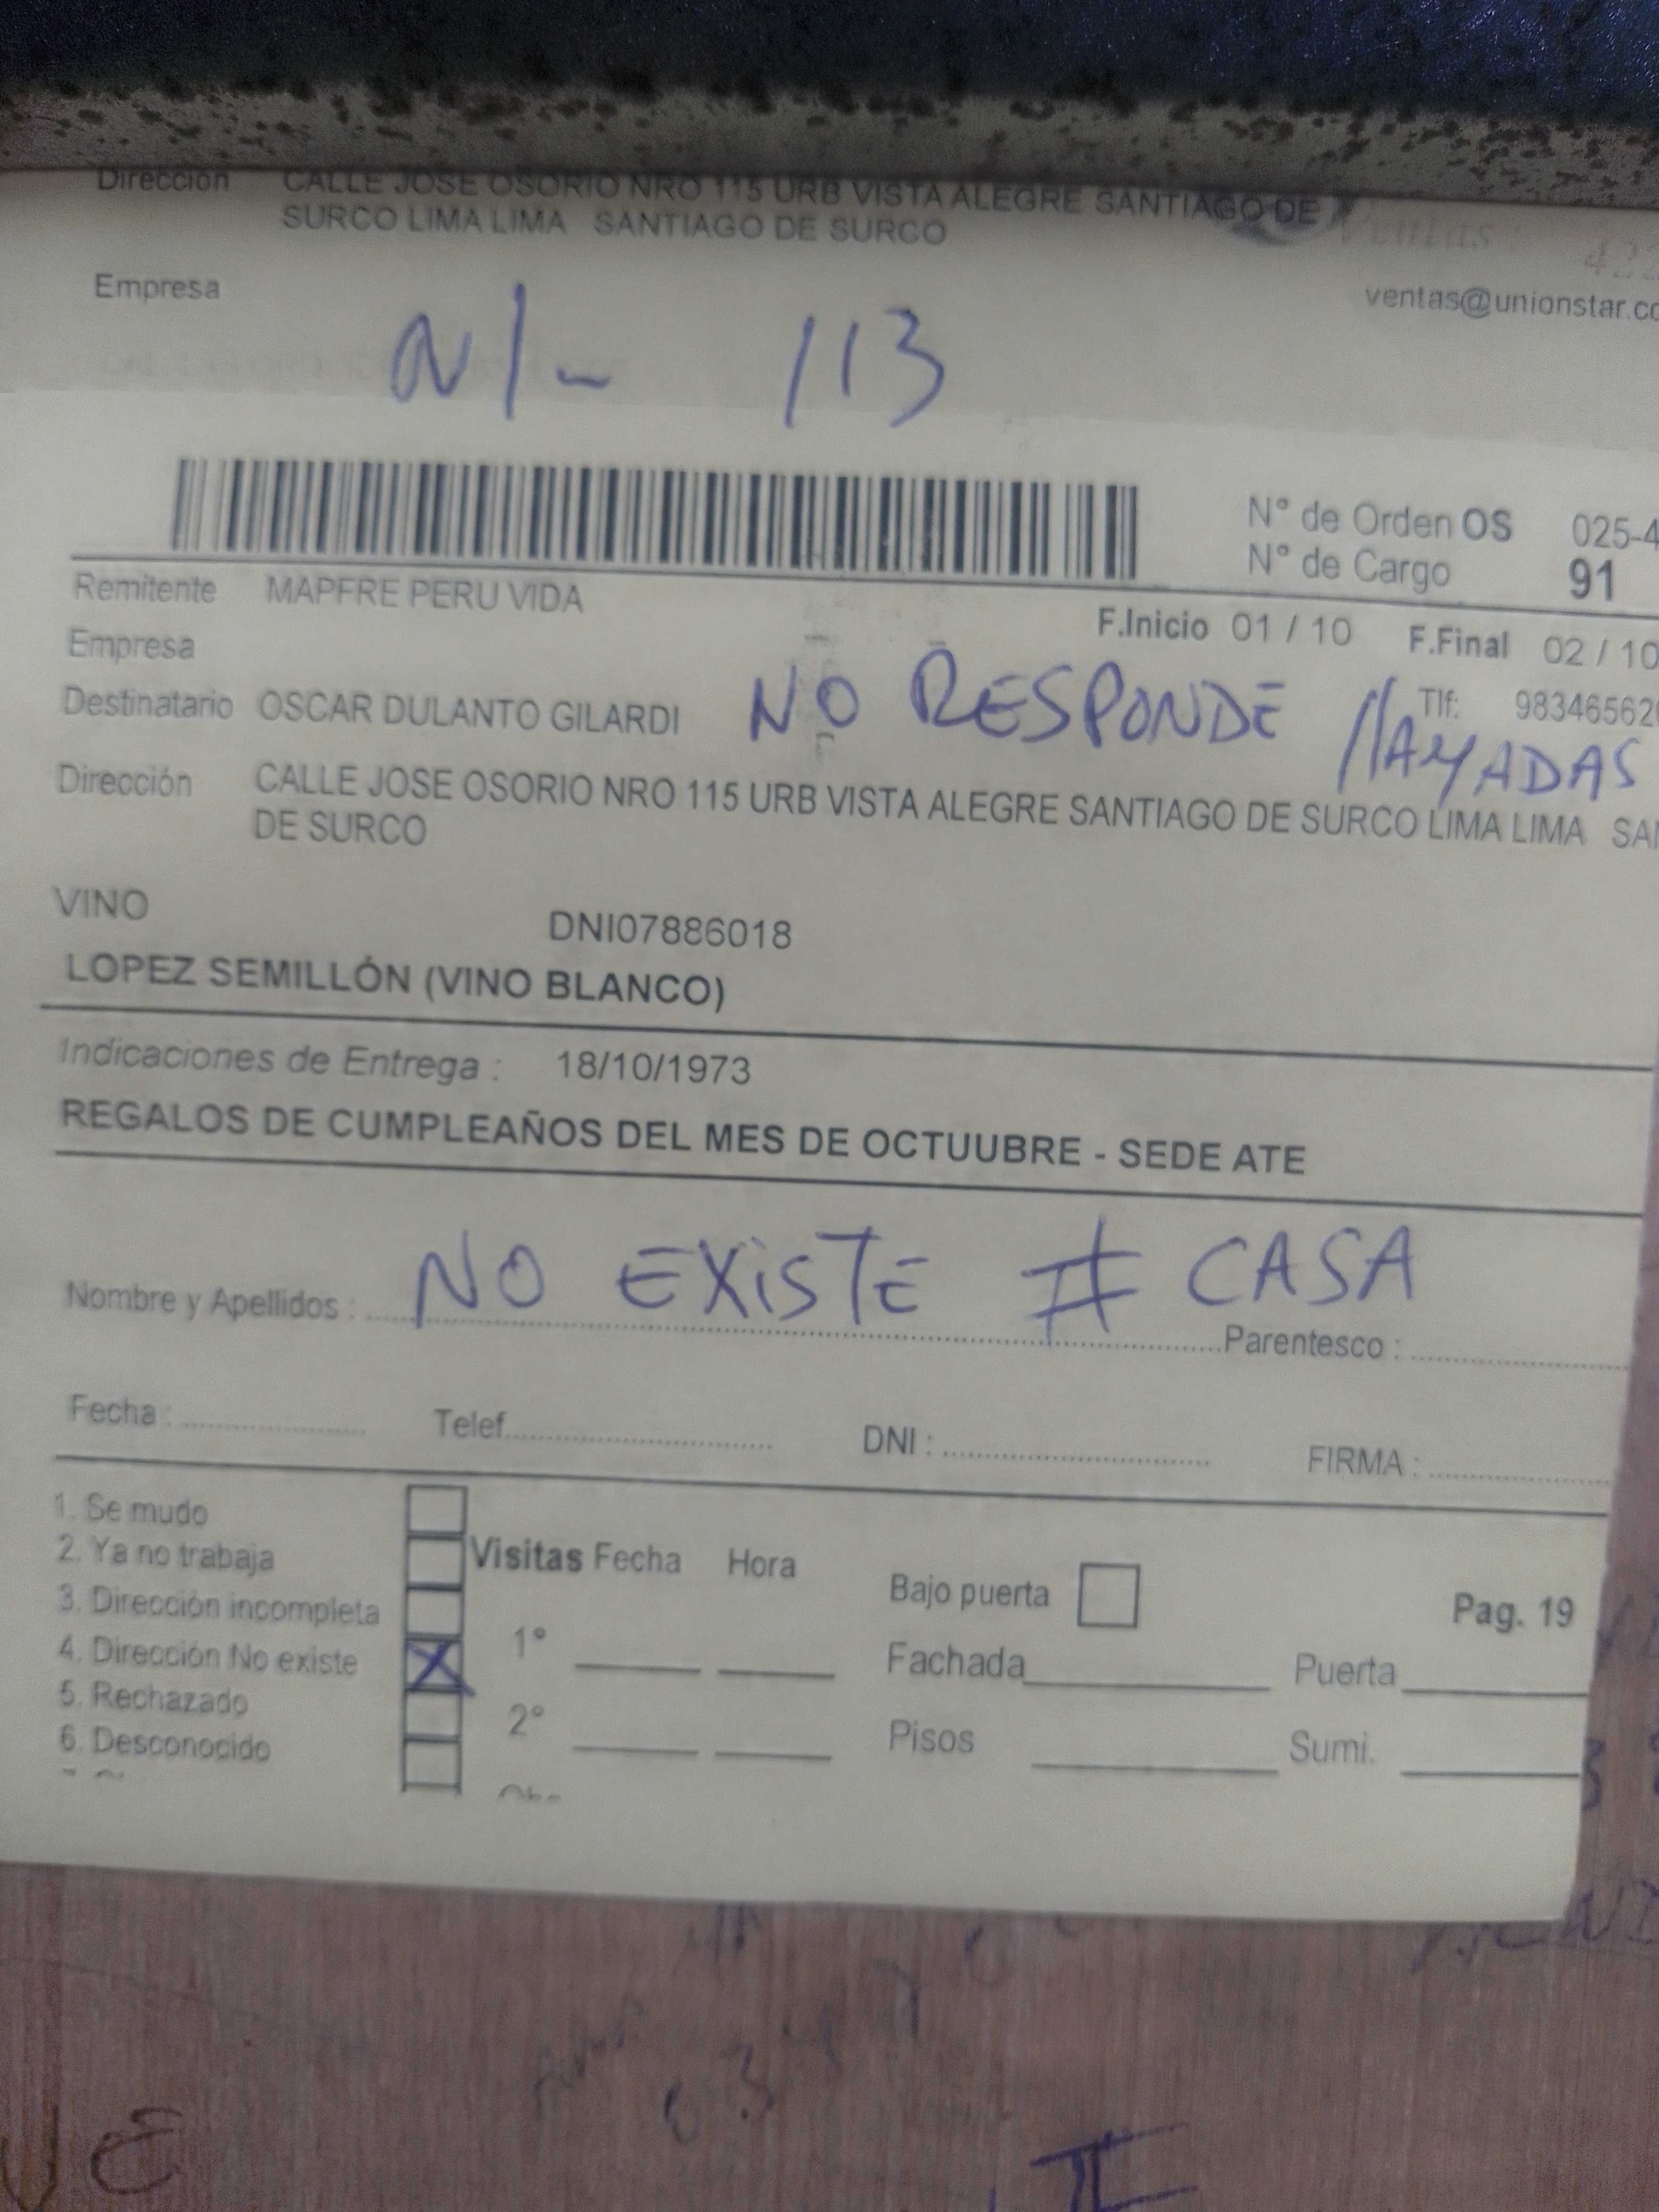 Dirección CALLE JOSE OSORIO NRO 115 URB VISTA ALEGRE SANTIAGO DE
SURCO LIMA LIMA SANTIAGO DE SURCO
Ventas
Empresa
ventas@unionstar.co
N/- 113
N° de Orden OS 025-4
N° de Cargo 91
Remitente MAPFRE PERU VIDA
F.Inicio 01 / 10 F.Final 02 / 10
Empresa
Destinatario OSCAR DULANTO GILARDI
NO RESPONDE llAMADAS
Tlf: 98346562
Dirección CALLE JOSE OSORIO NRO 115 URB VISTA ALEGRE SANTIAGO DE SURCO LIMA LIMA SAN
DE SURCO
VINO DNI07886018
LOPEZ SEMILLÓN (VINO BLANCO)
Indicaciones de Entrega : 18/10/1973
REGALOS DE CUMPLEAÑOS DEL MES DE OCTUUBRE - SEDE ATE
NO EXiSTE # CASA
Nombre y Apellidos : Parentesco :
Fecha : Telef. DNI : FIRMA :
1. Se mudo
2. Ya no trabaja
3. Dirección incompleta
4. Dirección No existe X
5. Rechazado
6. Desconocido
Visitas Fecha Hora
1°
2°
Bajo puerta
Pag. 19
Fachada Puerta
Pisos Sumi.